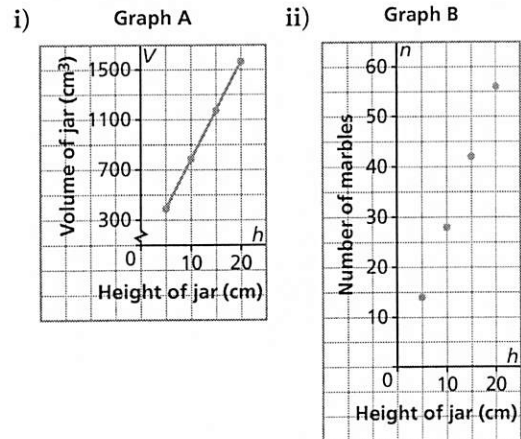 i)
Graph A
V
1500
1100
700
300
0
10
20
h
Volume of jar (cm³)
Height of jar (cm)
ii)
Graph B
n
60
50
40
30
20
10
0
10
20
h
Number of marbles
Height of jar (cm)